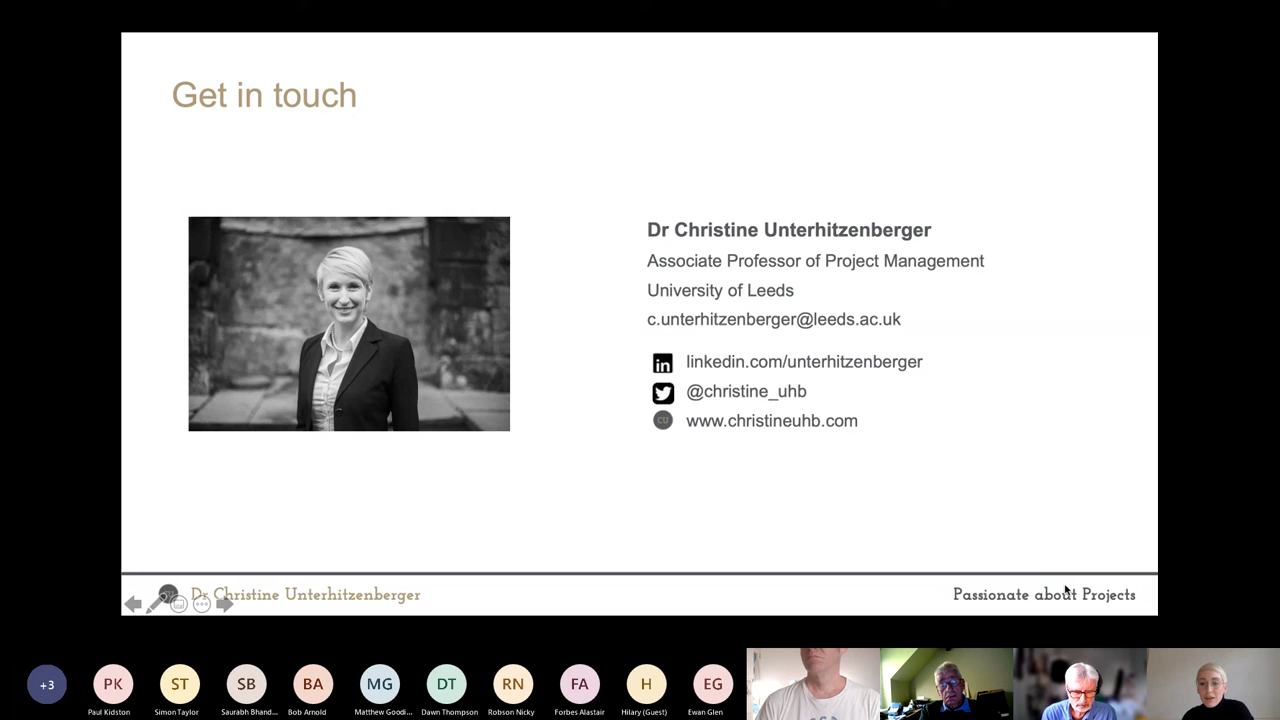 Get in touch
Dr Christine Unterhitzenberger
Associate Professor of Project Management
University of Leeds
c.unterhitzenberger@leeds.ac.uk
in linkedin.com/unterhitzenberger
@christine_uhb
CU www.christineuhb.com
Dr Christine Unterhitzenberger
Passionate about Projects
+3 PK ST SB BA MG DT RN FA H EG
Paul Kidston Simon Taylor Saurabh Bhand... Bob Arnold Matthew Goodi... Dawn Thompson Robson Nicky Forbes Alastair Hilary (Guest) Ewan Glen